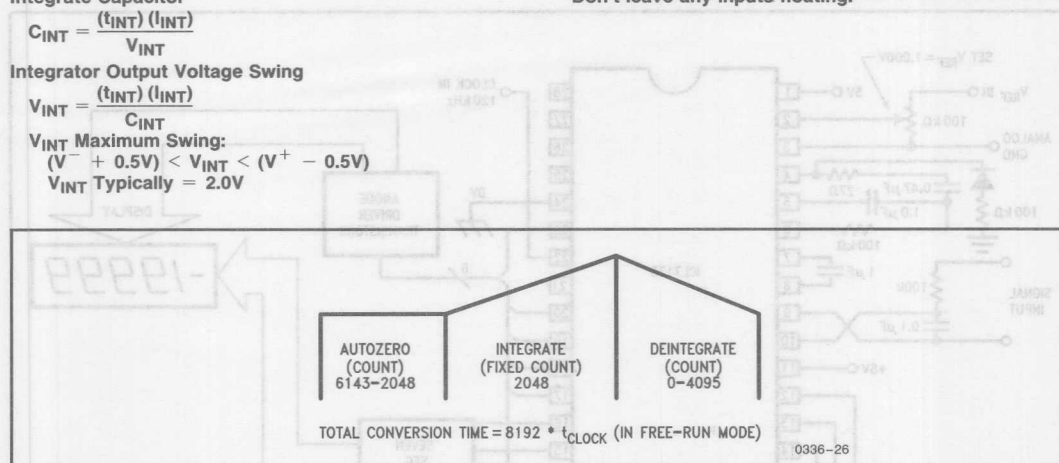 Integrate Capacitor
Don't leave any inputs floating.
C_INT = (t_INT) (I_INT) / V_INT
Integrator Output Voltage Swing
V_INT = (t_INT) (I_INT) / C_INT
V_INT Maximum Swing:
(V⁻ + 0.5V) < V_INT < (V⁺ − 0.5V)
V_INT Typically = 2.0V
SET V_REF = 1.000V
CLOCK IN
120 kHz
5V
V_REF
100 kΩ
ANALOG
GND
0.47 μF
27Ω
1.0 μF
100 kΩ
100 kΩ
1 μF
SIGNAL
INPUT
100k
0.1 μF
+5V
ANODE
DRIVER
TRANSISTORS
DISPLAY
-19999
SEVEN
SEG
AUTOZERO
(COUNT)
6143–2048
INTEGRATE
(FIXED COUNT)
2048
DEINTEGRATE
(COUNT)
0–4095
TOTAL CONVERSION TIME = 8192 * t_CLOCK (IN FREE–RUN MODE)
0336–26